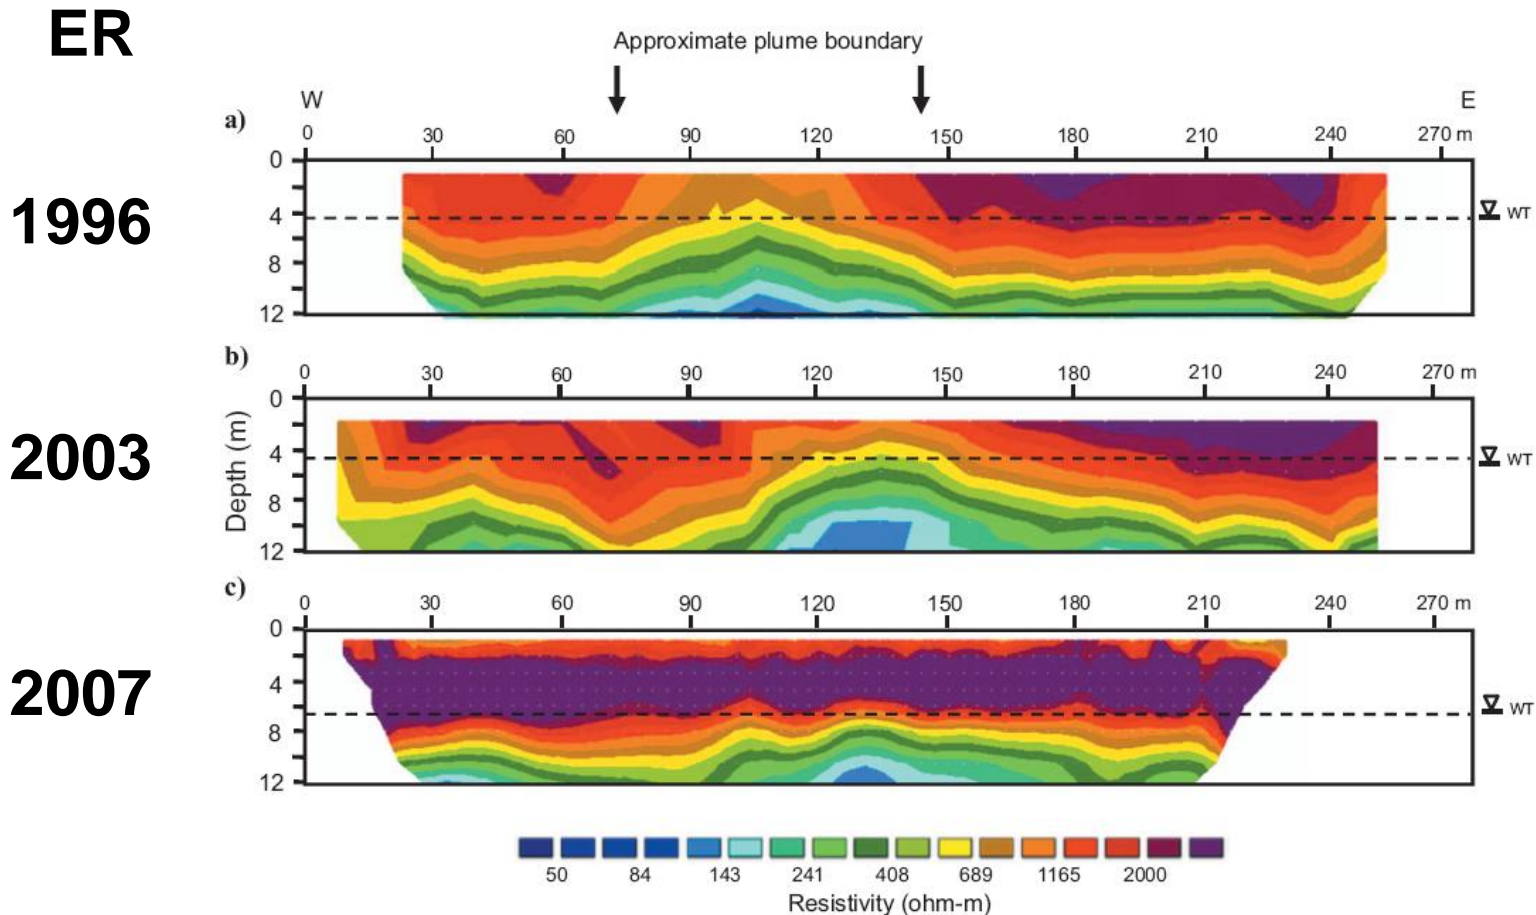 ER
Approximate plume boundary
W E
a)
0 30 60 90 120 150 180 210 240 270 m
1996
0
4
8
12
WT
b)
0 30 60 90 120 150 180 210 240 270 m
2003
Depth (m)
0
4
8
12
WT
c)
0 30 60 90 120 150 180 210 240 270 m
2007
0
4
8
12
WT
50 84 143 241 408 689 1165 2000
Resistivity (ohm-m)